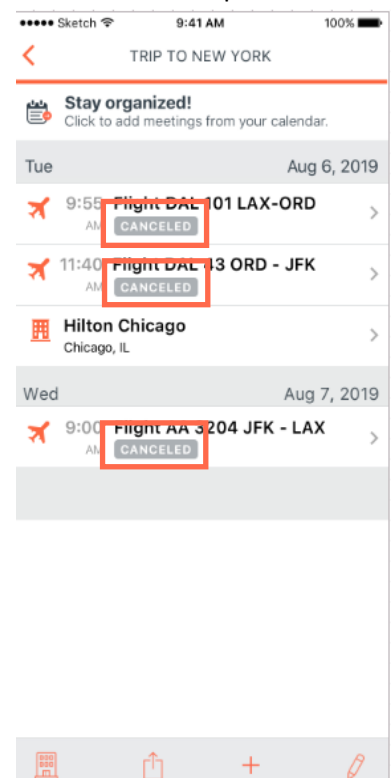 Sketch 9:41 AM 100%
TRIP TO NEW YORK
Stay organized!
Click to add meetings from your calendar.
Tue Aug 6, 2019
9:55 Flight DAL 101 LAX-ORD
AM CANCELED
11:40 Flight DAL 43 ORD - JFK
AM CANCELED
Hilton Chicago
Chicago, IL
Wed Aug 7, 2019
9:00 Flight AA 3204 JFK - LAX
AM CANCELED